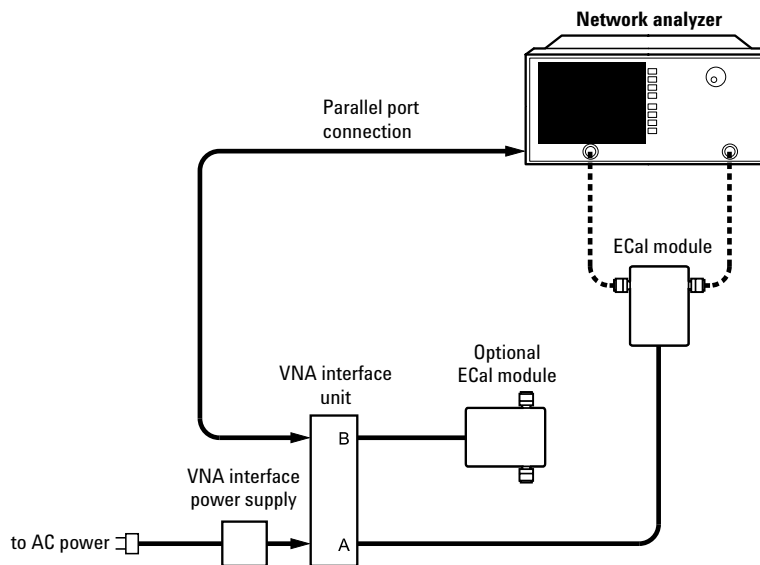 Network analyzer
Parallel port
connection
ECal module
Optional
ECal module
VNA interface
unit
B
VNA interface
power supply
to AC power
A